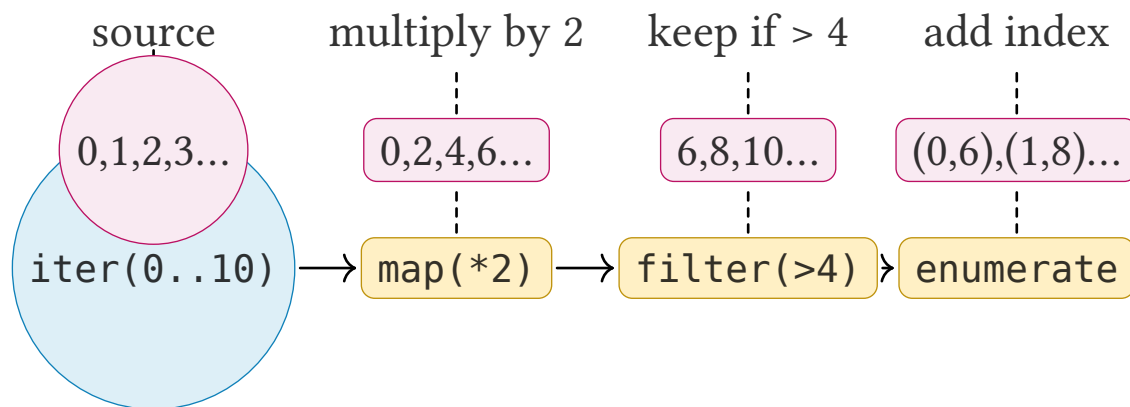 source multiply by 2 keep if > 4 add index
0,1,2,3… 0,2,4,6… 6,8,10… (0,6),(1,8)…
iter(0..10) map(*2) filter(>4) enumerate